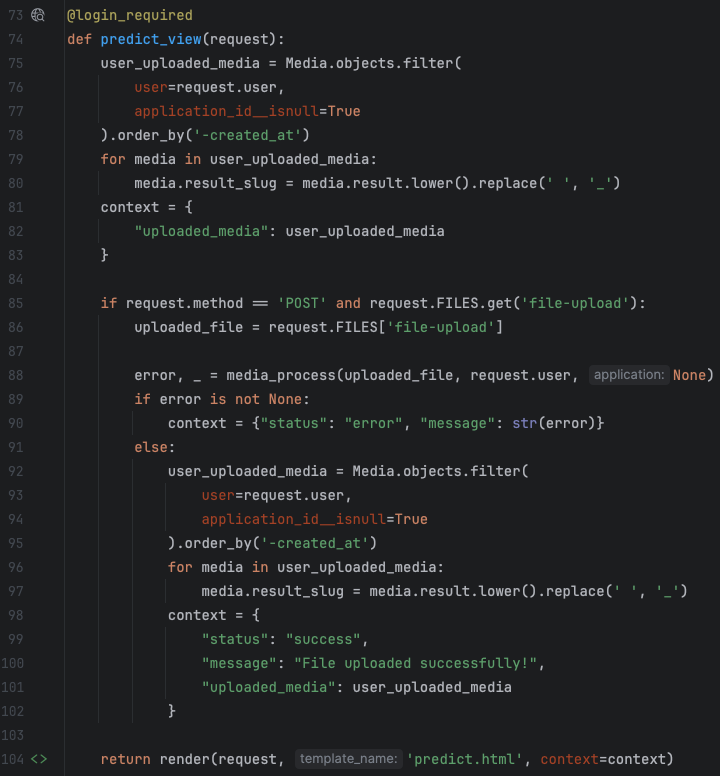 73 @login_required
74 def predict_view(request):
75     user_uploaded_media = Media.objects.filter(
76         user=request.user,
77         application_id__isnull=True
78     ).order_by('-created_at')
79     for media in user_uploaded_media:
80         media.result_slug = media.result.lower().replace(' ', '_')
81     context = {
82         "uploaded_media": user_uploaded_media
83     }
84
85     if request.method == 'POST' and request.FILES.get('file-upload'):
86         uploaded_file = request.FILES['file-upload']
87
88         error, _ = media_process(uploaded_file, request.user, application: None)
89         if error is not None:
90             context = {"status": "error", "message": str(error)}
91         else:
92             user_uploaded_media = Media.objects.filter(
93                 user=request.user,
94                 application_id__isnull=True
95             ).order_by('-created_at')
96             for media in user_uploaded_media:
97                 media.result_slug = media.result.lower().replace(' ', '_')
98             context = {
99                 "status": "success",
100                 "message": "File uploaded successfully!",
101                 "uploaded_media": user_uploaded_media
102             }
103
104     return render(request, template_name: 'predict.html', context=context)